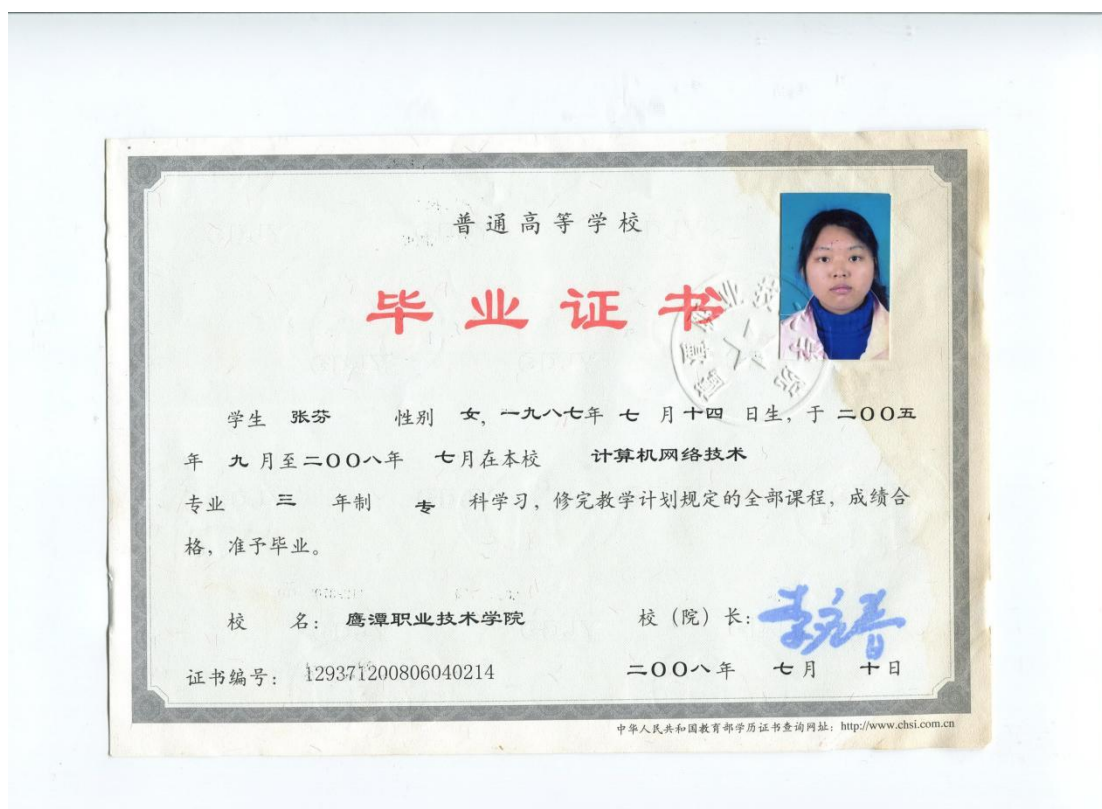 普通高等学校
毕业证书
学生 张芬 性别 女, 一九八七年 七 月十四 日生, 于 二〇〇五
年 九 月至二〇〇八年 七月在本校 计算机网络技术
专业 三 年制 专 科学习, 修完教学计划规定的全部课程, 成绩合
格, 准予毕业。
校 名: 鹰潭职业技术学院 校 (院) 长:
证书编号: 129371200806040214 二〇〇八年 七月 十日
中华人民共和国教育部学历证书查询网址: http://www.chsi.com.cn